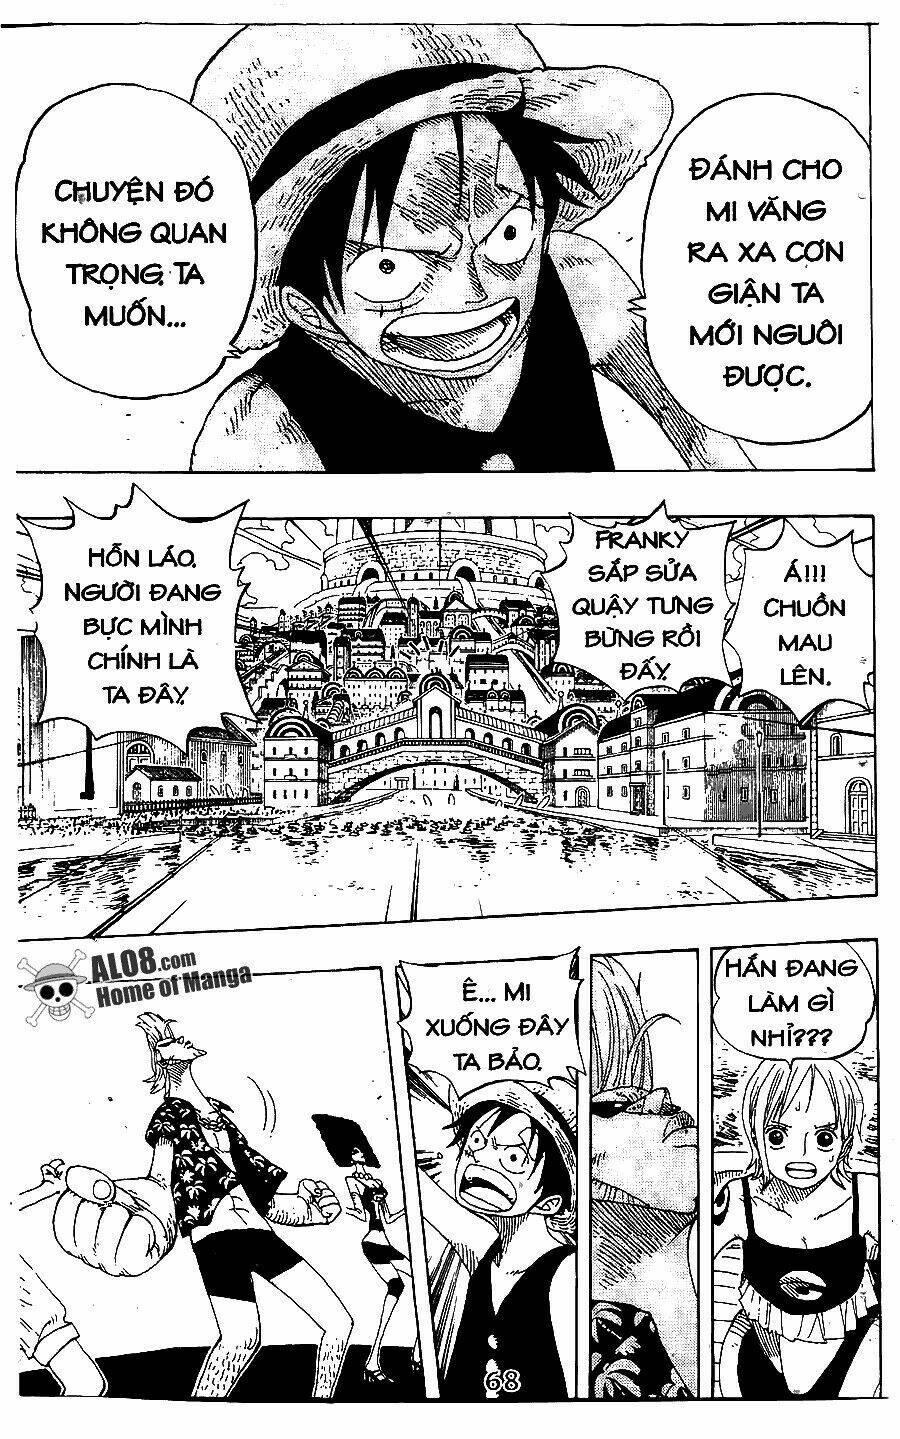 ĐÁNH CHO
MI VĂNG
RA XA CƠN
GIẬN TA
MỚI NGUÔI
ĐƯỢC.
CHUYỆN ĐÓ
KHÔNG QUAN
TRỌNG. TA
MUỐN...
Á!!!
CHUỒN
MAU
LÊN.
FRANKY
SẮP SỬA
QUẬY TƯNG
BỪNG RỒI
ĐẤY.
HỖN LÁO.
NGƯỜI ĐANG
BỰC MÌNH
CHÍNH LÀ
TA ĐÂY.
HẮN ĐANG
LÀM GÌ
NHỈ???
Ê... MI
XUỐNG ĐÂY
TA BẢO.
ALO8.com
Home of Manga
68